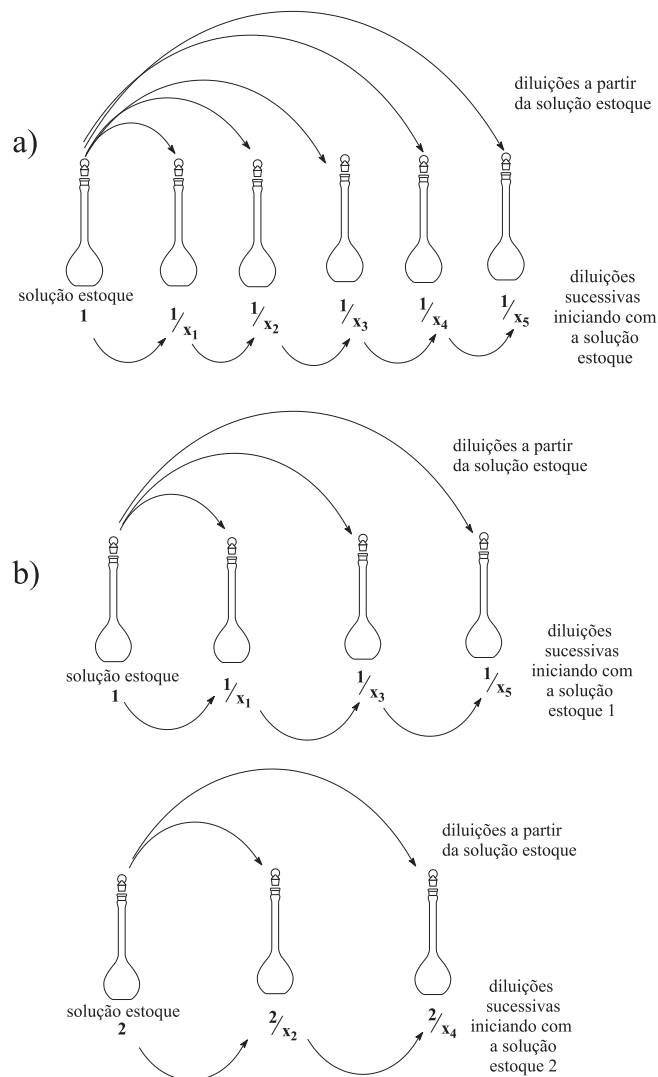 diluições a partir
da solução estoque
a)
solução estoque
1
1/x1
1/x2
1/x3
1/x4
1/x5
diluições
sucessivas
iniciando com
a solução
estoque
diluições a partir
da solução estoque
b)
solução estoque
1
1/x1
1/x3
1/x5
diluições
sucessivas
iniciando com
a solução
estoque 1
diluições a partir
da solução estoque
solução estoque
2
2/x2
2/x4
diluições
sucessivas
iniciando com
a solução
estoque 2